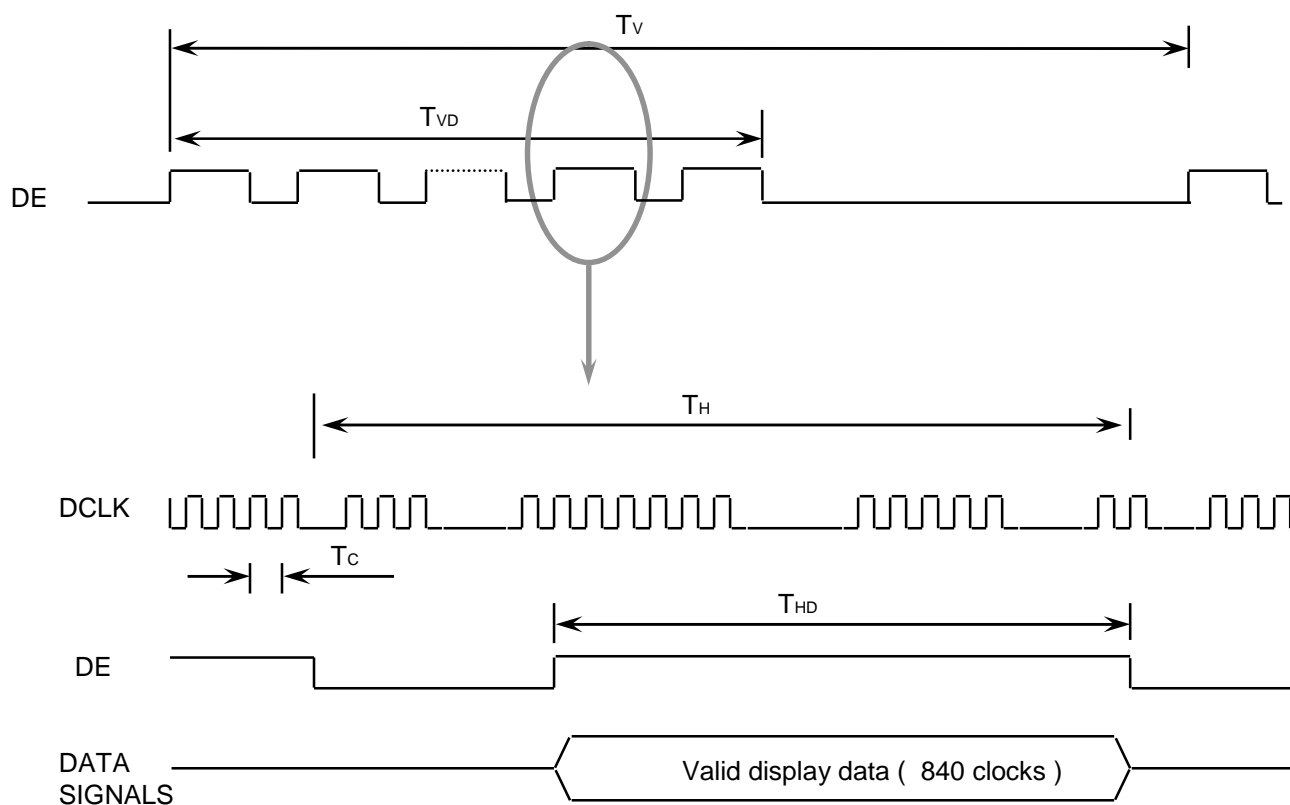 TV
TVD
DE
TH
DCLK
TC
THD
DE
Valid display data ( 840 clocks )
DATA
SIGNALS